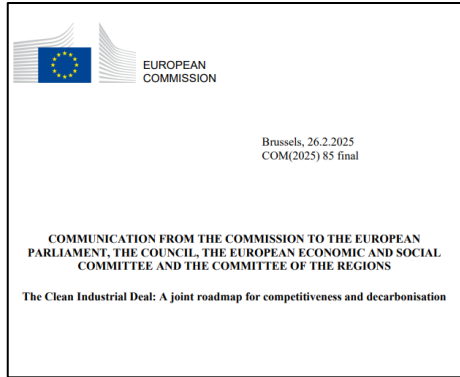 EUROPEAN
COMMISSION
Brussels, 26.2.2025
COM(2025) 85 final
COMMUNICATION FROM THE COMMISSION TO THE EUROPEAN
PARLIAMENT, THE COUNCIL, THE EUROPEAN ECONOMIC AND SOCIAL
COMMITTEE AND THE COMMITTEE OF THE REGIONS
The Clean Industrial Deal: A joint roadmap for competitiveness and decarbonisation